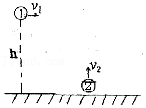 ① v₁
h
v₂
②